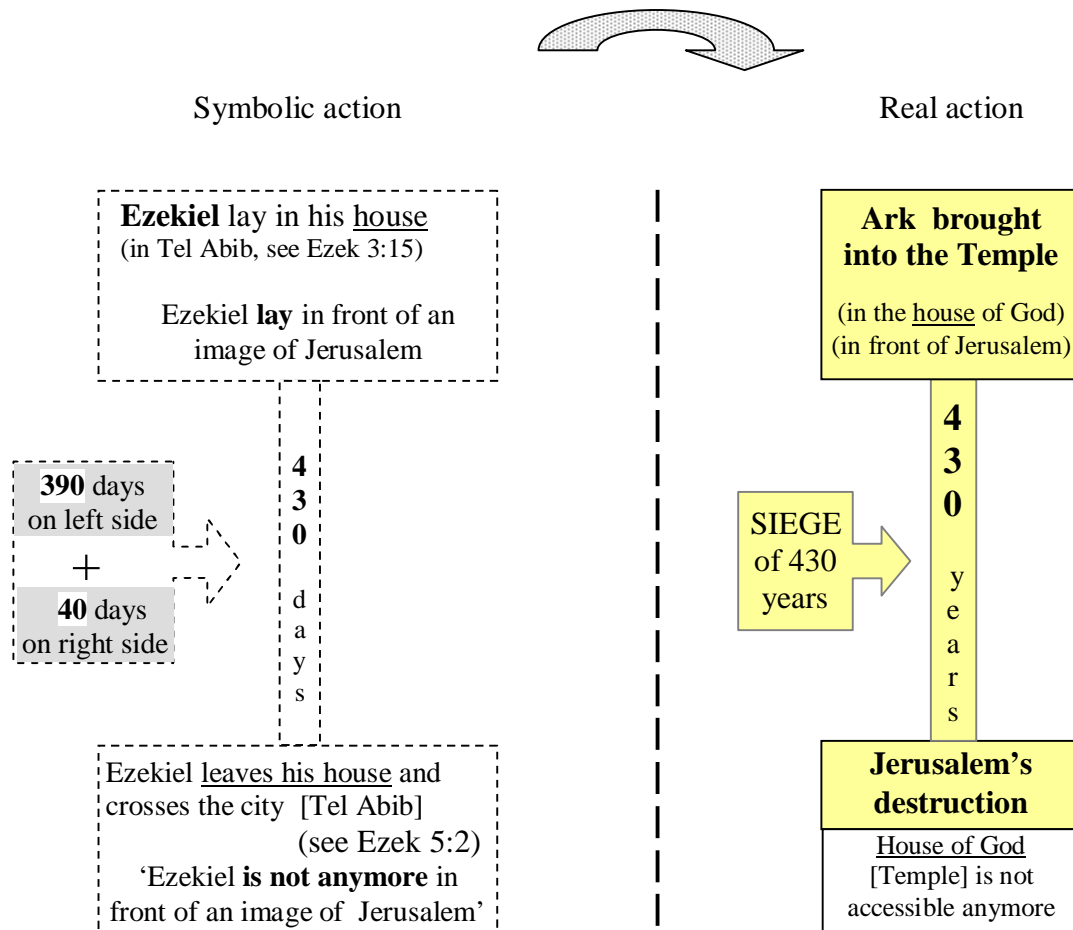 Symbolic action
Real action
Ezekiel lay in his house
(in Tel Abib, see Ezek 3:15)
Ezekiel lay in front of an
image of Jerusalem
390 days
on left side
+
40 days
on right side
4
3
0
d
a
y
s
Ezekiel leaves his house and
crosses the city [Tel Abib]
(see Ezek 5:2)
‘Ezekiel is not anymore in
front of an image of Jerusalem’
Ark brought
into the Temple
(in the house of God)
(in front of Jerusalem)
SIEGE
of 430
years
4
3
0
y
e
a
r
s
Jerusalem’s
destruction
House of God
[Temple] is not
accessible anymore